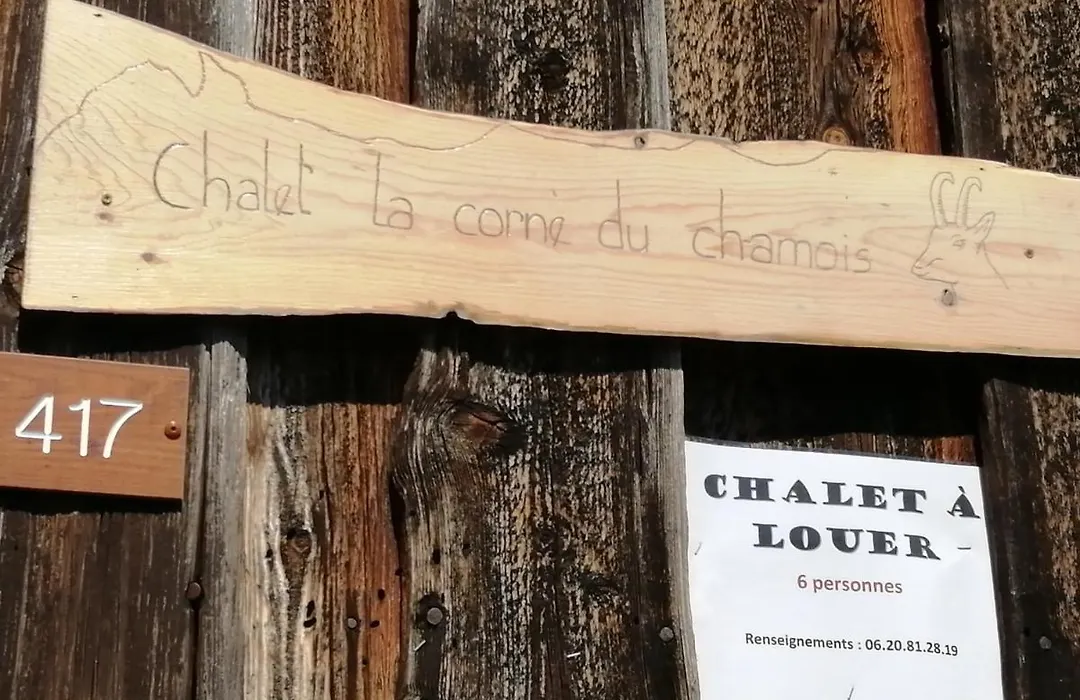 Chalet la corne du chamois
417
CHALET À
LOUER
6 personnes
Renseignements : 06.20.81.28.19